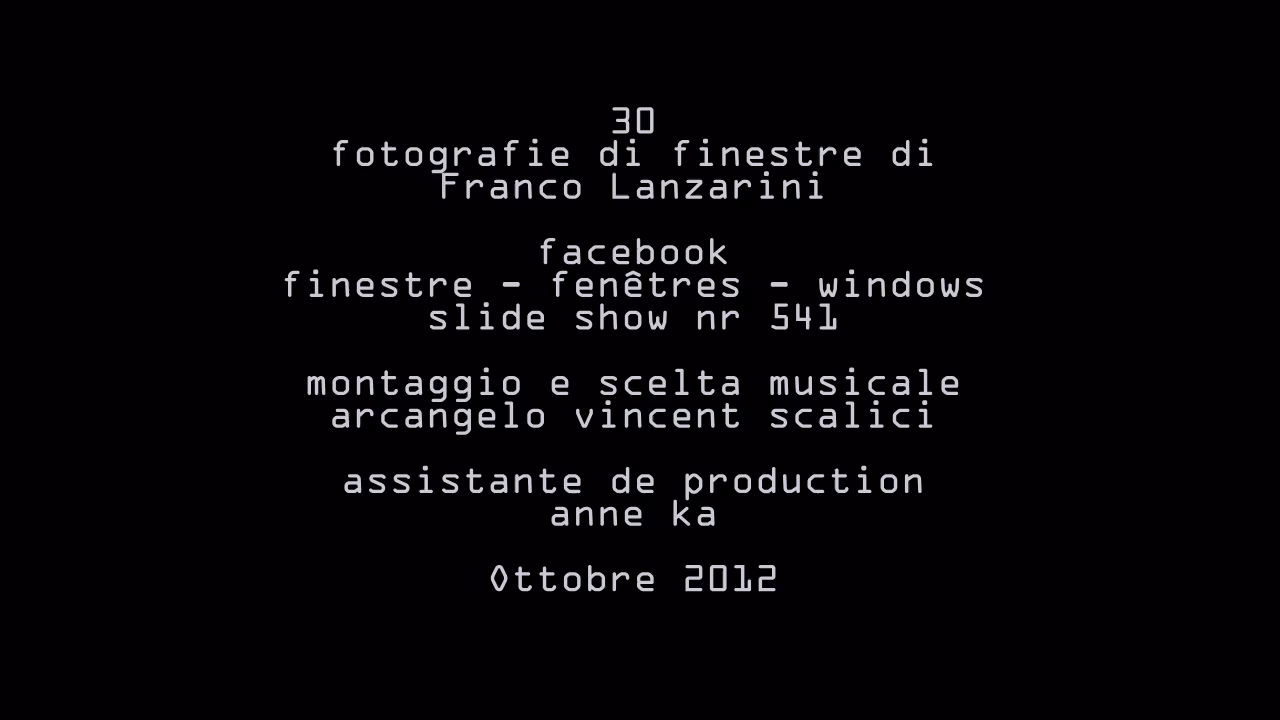 30
fotografie di finestre di
Franco Lanzarini
facebook
finestre - fenêtres - windows
slide show nr 541
montaggio e scelta musicale
arcangelo vincent scalici
assistante de production
anne ka
Ottobre 2012